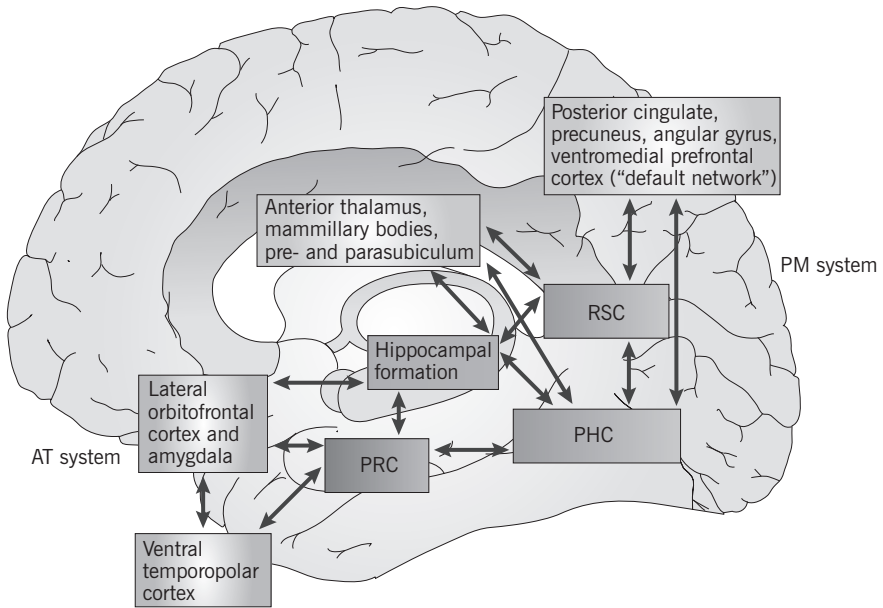 Posterior cingulate,
precuneus, angular gyrus,
ventromedial prefrontal
cortex (“default network”)
Anterior thalamus,
mammillary bodies,
pre- and parasubiculum
PM system
RSC
Hippocampal
formation
Lateral
orbitofrontal
cortex and
amygdala
AT system
PHC
PRC
Ventral
temporopolar
cortex